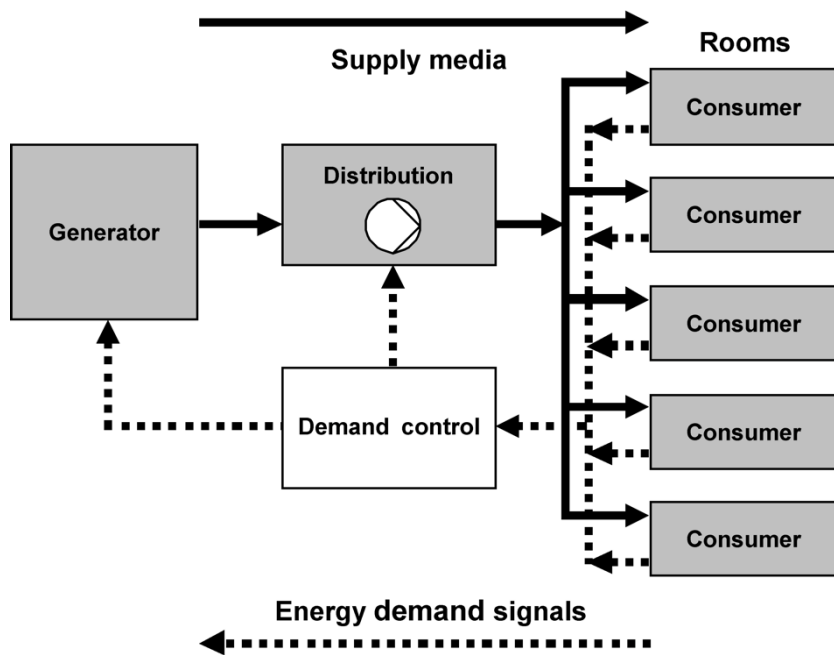 Supply media
Rooms
Consumer
Generator
Distribution
Consumer
Consumer
Demand control
Consumer
Consumer
Energy demand signals